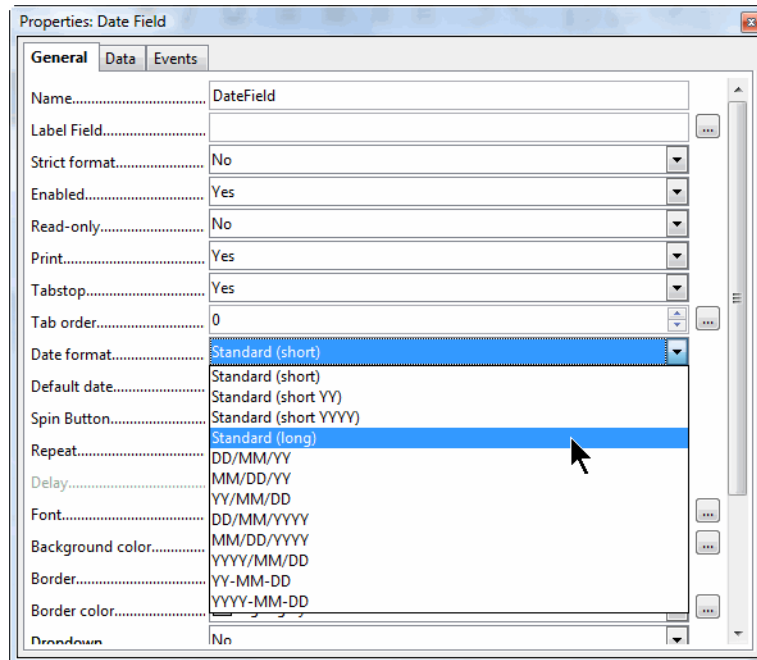 Properties: Date Field
General Data Events
Name................................. DateField
Label Field......................... ...
Strict format...................... No
Enabled............................. Yes
Read-only.......................... No
Print................................... Yes
Tabstop............................. Yes
Tab order.......................... 0 ...
Date format....................... Standard (short)
Default date......................
Spin Button.......................
Repeat...............................
Delay..................................
Font................................... ...
Background color............. ...
Border................................
Border color....................... ...
Dropdown No
Standard (short)
Standard (short YY)
Standard (short YYYY)
Standard (long)
DD/MM/YY
MM/DD/YY
YY/MM/DD
DD/MM/YYYY
MM/DD/YYYY
YYYY/MM/DD
YY-MM-DD
YYYY-MM-DD